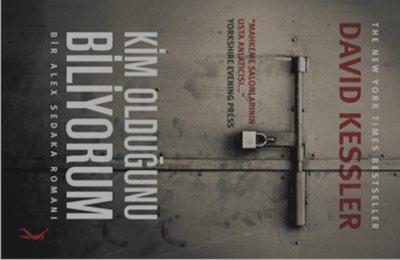 THE NEW YORK TIMES BESTSELLER
DAVID KESSLER
"MAHKEME SALONLARININ
USTA ANLATICISI..."
YORKSHIRE EVENING PRESS
KİM OLDUĞUNU
BİLİYORUM
BİR ALEX SEDAKA ROMANI